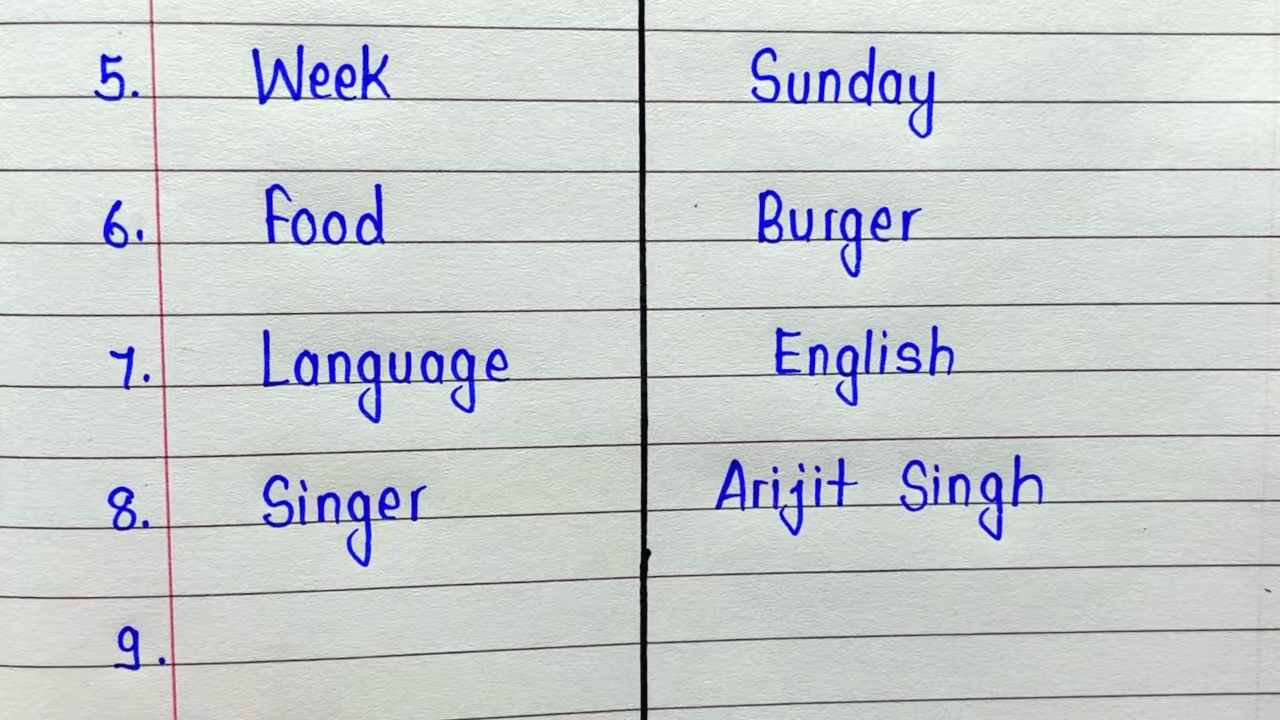 5. Week Sunday
6. Food Burger
7. Language English
8. Singer Arijit Singh
9.